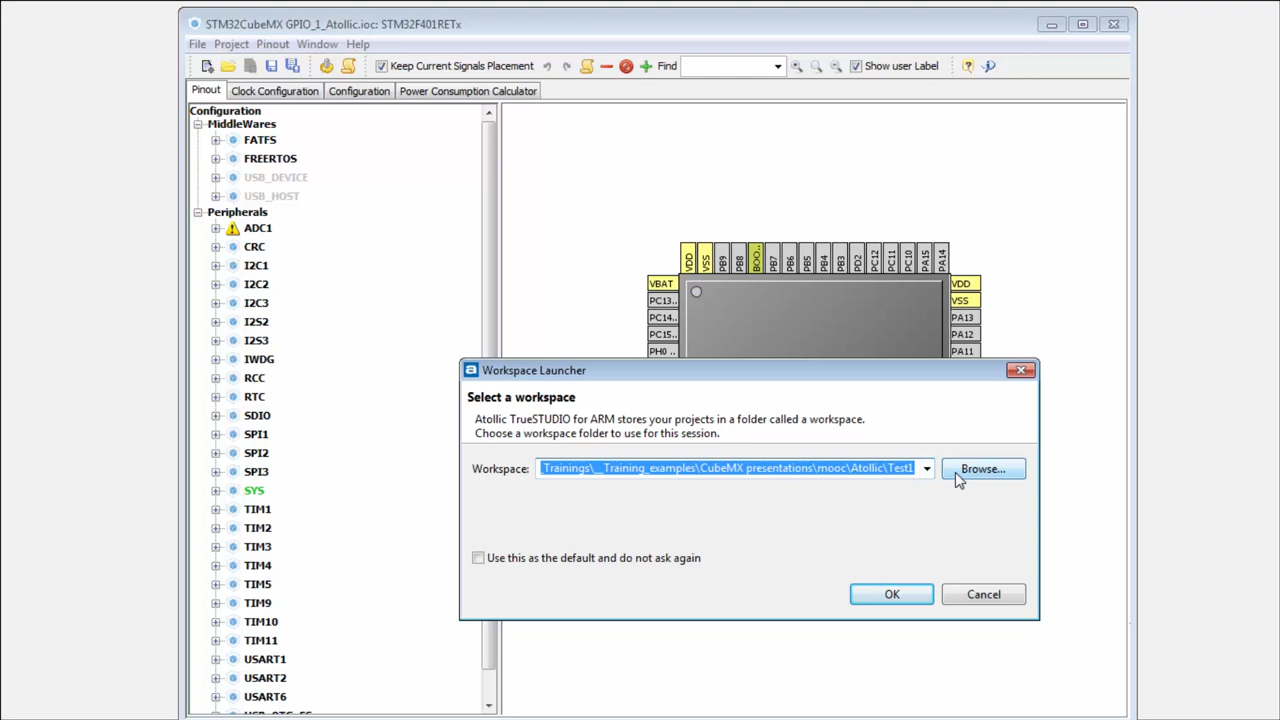 STM32CubeMX GPIO_1_Atollic.ioc: STM32F401RETx
File Project Pinout Window Help
Keep Current Signals Placement Find Show user Label
Pinout Clock Configuration Configuration Power Consumption Calculator
Configuration
MiddleWares
FATFS
FREERTOS
USB_DEVICE
USB_HOST
Peripherals
ADC1
CRC
I2C1
I2C2
I2C3
I2S2
I2S3
IWDG
RCC
RTC
SDIO
SPI1
SPI2
SPI3
SYS
TIM1
TIM2
TIM3
TIM4
TIM5
TIM9
TIM10
TIM11
USART1
USART2
USART6
VDD VSS PB9 PB8 BOO.. PB7 PB6 PB5 PB4 PB3 PD2 PC12 PC11 PC10 PA15 PA14
VBAT VDD
PC13.. VSS
PC14.. PA13
PC15.. PA12
PH0 .. PA11
Workspace Launcher
Select a workspace
Atollic TrueSTUDIO for ARM stores your projects in a folder called a workspace.
Choose a workspace folder to use for this session.
Workspace: Trainings\__Training_examples\CubeMX presentations\mooc\Atollic\Test1 Browse...
Use this as the default and do not ask again
OK Cancel